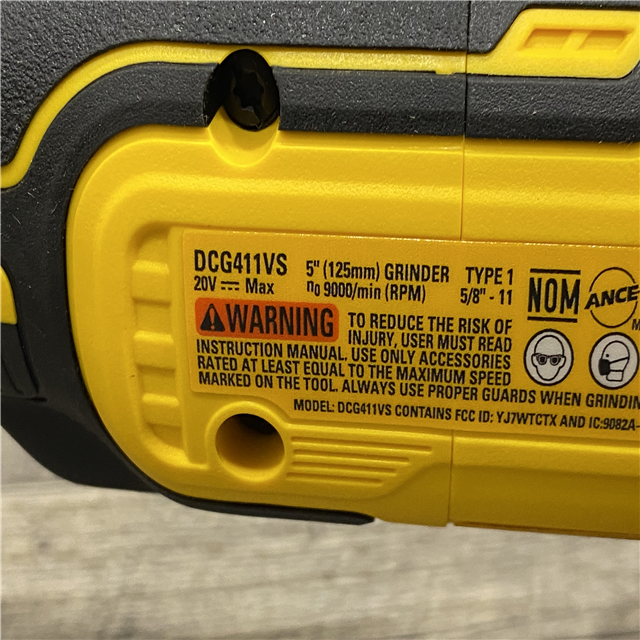 DCG411VS 5" (125mm) GRINDER TYPE 1
20V ⎓ Max n0 9000/min (RPM) 5/8" - 11
NOM
ANCE
WARNING
TO REDUCE THE RISK OF
INJURY, USER MUST READ
INSTRUCTION MANUAL. USE ONLY ACCESSORIES
RATED AT LEAST EQUAL TO THE MAXIMUM SPEED
MARKED ON THE TOOL. ALWAYS USE PROPER GUARDS WHEN GRINDIN
MODEL: DCG411VS CONTAINS FCC ID: YJ7WTCTX AND IC:9082A-